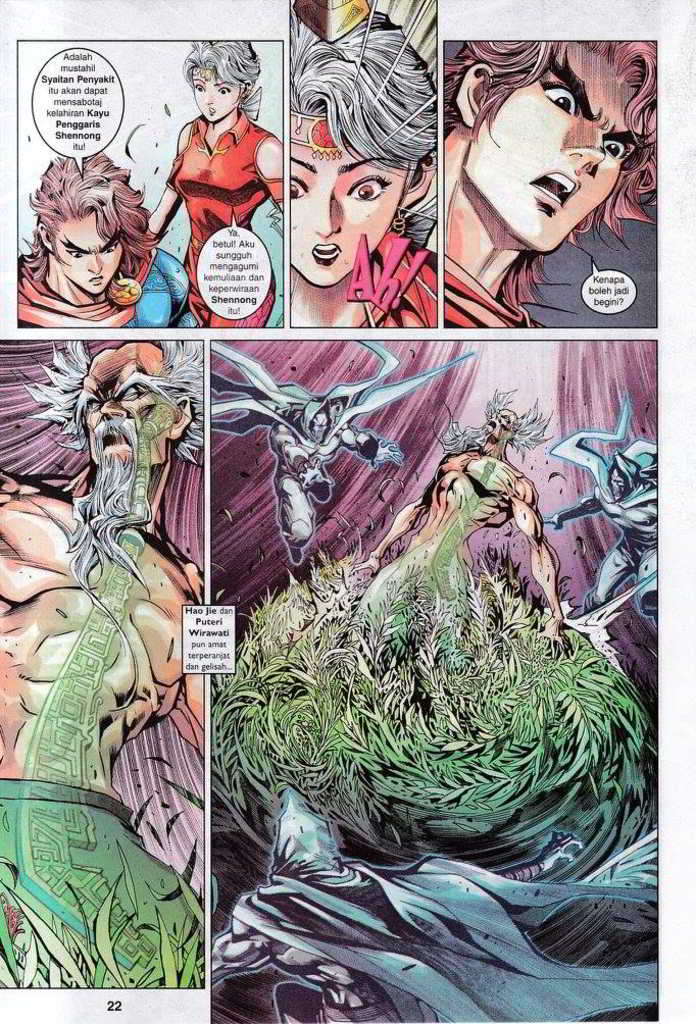 Adalah
mustahil
Syaitan Penyakit
itu akan dapat
mensabotaj
kelahiran Kayu
Penggaris
Shennong
itu!
Ya,
betul! Aku
sungguh
mengagumi
kemuliaan dan
keperwiraan
Shennong
itu!
AH!!
Kenapa
boleh jadi
begini?
Hao Jie dan
Puteri
Wirawati
pun amat
terperanjat
dan gelisah...
22